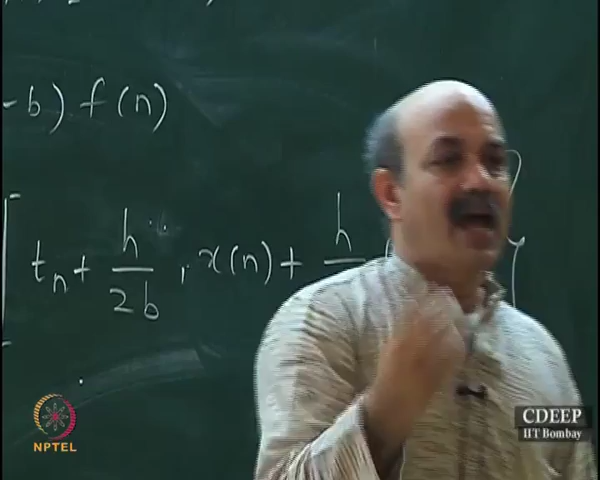 -b) f(n)
[ t_n + h/2b , x(n) + h
NPTEL
CDEEP
IIT Bombay